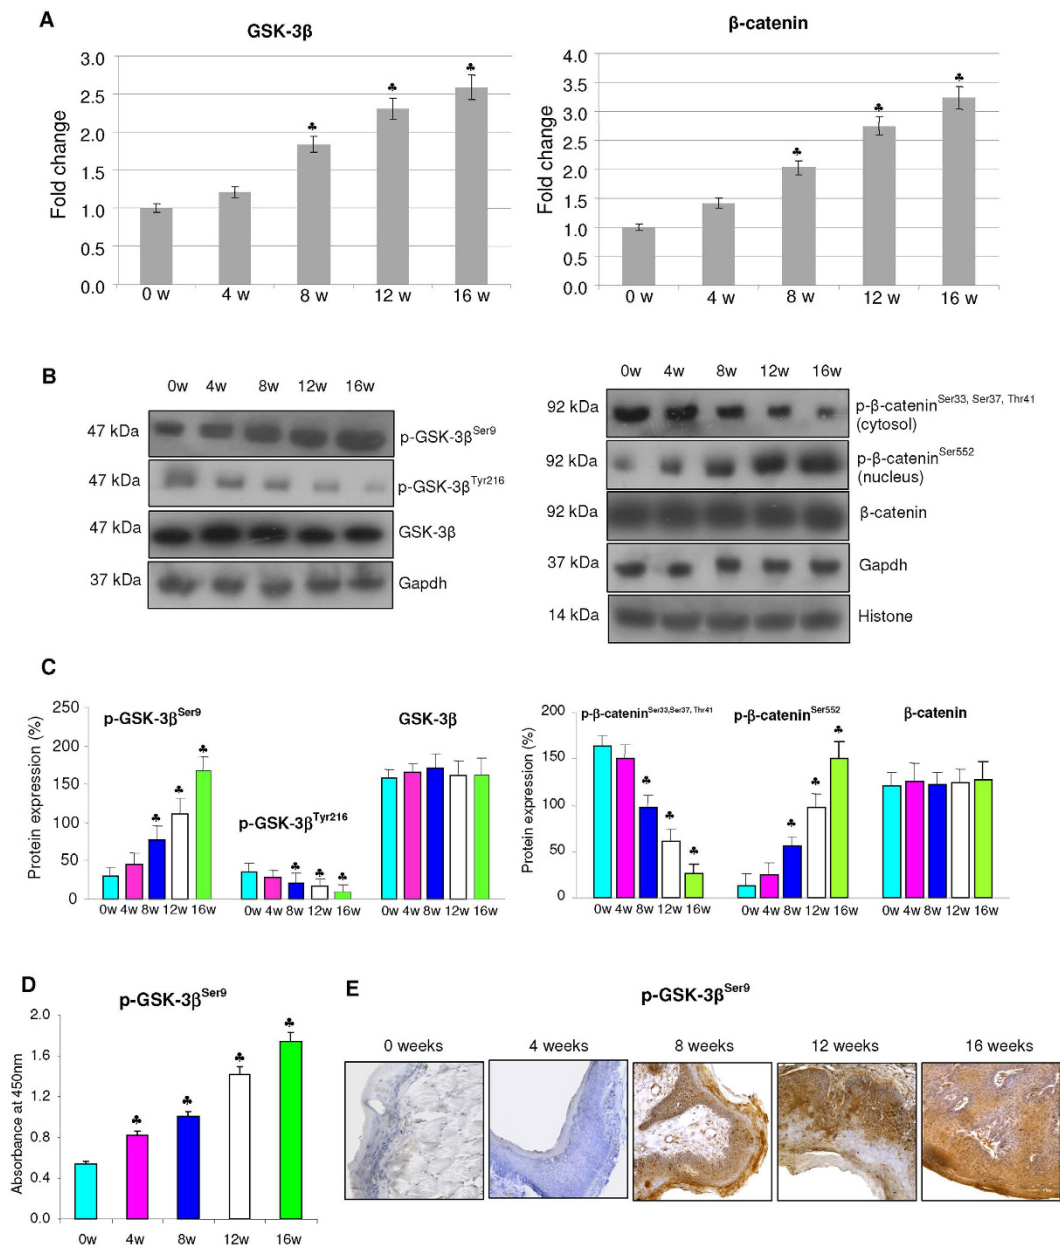 A
GSK-3β
Fold change
3.0
2.5
2.0
1.5
1.0
0.5
0.0
♣
♣
♣
0 w 4 w 8 w 12 w 16 w
β-catenin
Fold change
4.0
3.5
3.0
2.5
2.0
1.5
1.0
0.5
0.0
♣
♣
♣
0 w 4 w 8 w 12 w 16 w
B
0w 4w 8w 12w 16w
47 kDa p-GSK-3βSer9
47 kDa p-GSK-3βTyr216
47 kDa GSK-3β
37 kDa Gapdh
0w 4w 8w 12w 16w
92 kDa p-β-cateninSer33, Ser37, Thr41
(cytosol)
92 kDa p-β-cateninSer552
(nucleus)
92 kDa β-catenin
37 kDa Gapdh
14 kDa Histone
C
Protein expression (%)
250
200
150
100
50
0
p-GSK-3βSer9
♣ ♣ ♣
p-GSK-3βTyr216
♣ ♣ ♣
GSK-3β
0w 4w 8w 12w 16w 0w 4w 8w 12w 16w 0w 4w 8w 12w 16w
Protein expression (%)
200
150
100
50
0
p-β-cateninSer33,Ser37, Thr41
♣ ♣ ♣
p-β-cateninSer552
♣ ♣ ♣
β-catenin
0w 4w 8w 12w 16w 0w 4w 8w 12w 16w 0w 4w 8w 12w 16w
D
p-GSK-3βSer9
Absorbance at 450nm
2.0
1.6
1.2
0.8
0.4
0.0
♣ ♣ ♣ ♣
0w 4w 8w 12w 16w
E
p-GSK-3βSer9
0 weeks 4 weeks 8 weeks 12 weeks 16 weeks